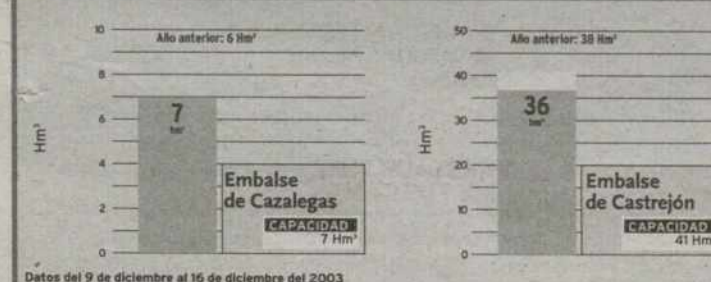 10
Año anterior: 6 Hm³
8
7
hm³
6
Hm³
4
Embalse
de Cazalegas
CAPACIDAD
7 Hm³
2
0
50
Año anterior: 38 Hm³
40
36
hm³
30
Hm³
20
Embalse
de Castrejón
CAPACIDAD
41 Hm
10
0
Datos del 9 de diciembre al 16 de diciembre del 2003